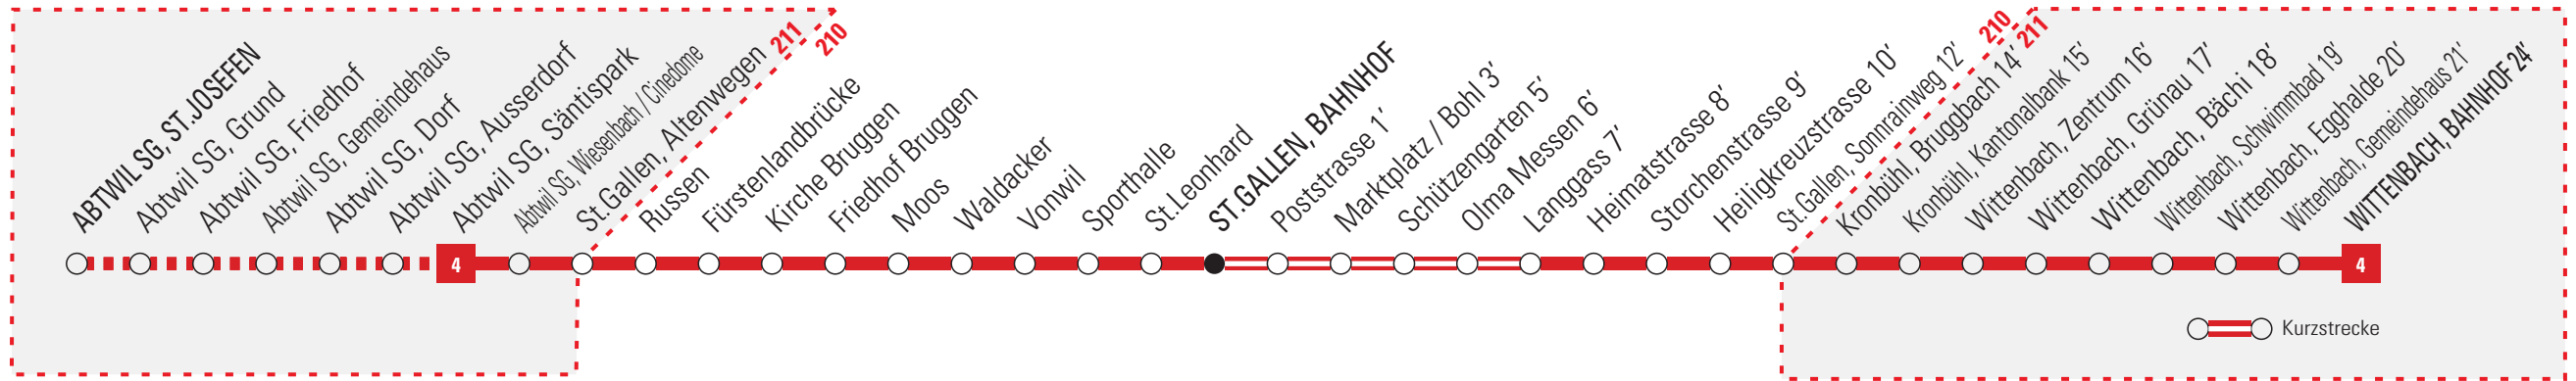 ABTWIL SG, ST.JOSEFEN
Abtwil SG, Grund
Abtwil SG, Friedhof
Abtwil SG, Gemeindehaus
Abtwil SG, Dorf
Abtwil SG, Ausserdorf
Abtwil SG, Säntispark
Abtwil SG, Wiesenbach / Cinedome
St.Gallen, Altenwegen
211
210
Russen
Fürstenlandbrücke
Kirche Bruggen
Friedhof Bruggen
Moos
Waldacker
Vonwil
Sporthalle
St.Leonhard
ST.GALLEN, BAHNHOF
Poststrasse 1’
Marktplatz / Bohl 3’
Schützengarten 5’
Olma Messen 6’
Langgass 7’
Heimatstrasse 8’
Storchenstrasse 9’
Heiligkreuzstrasse 10’
St.Gallen, Sonnrainweg 12’
210
211
Kronbühl, Bruggbach 14’
Kronbühl, Kantonalbank 15’
Wittenbach, Zentrum 16’
Wittenbach, Grünau 17’
Wittenbach, Bächi 18’
Wittenbach, Schwimmbad 19’
Wittenbach, Egghalde 20’
Wittenbach, Gemeindehaus 21’
WITTENBACH, BAHNHOF 24’
4
4
Kurzstrecke